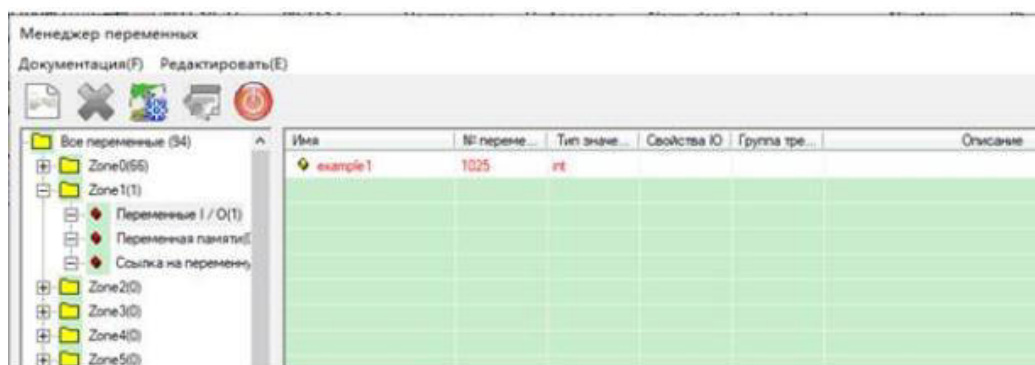 Менеджер переменных
Документация(F) Редактировать(E)
Все переменные (94)
Zone0(66)
Zone1(1)
Переменные I / O(1)
Переменная памяти(
Ссылка на переменн
Zone2(0)
Zone3(0)
Zone4(0)
Zone5(0)
Имя № переме... Тип значе... Свойства IO Группа тре... Описание
example1 1025 int